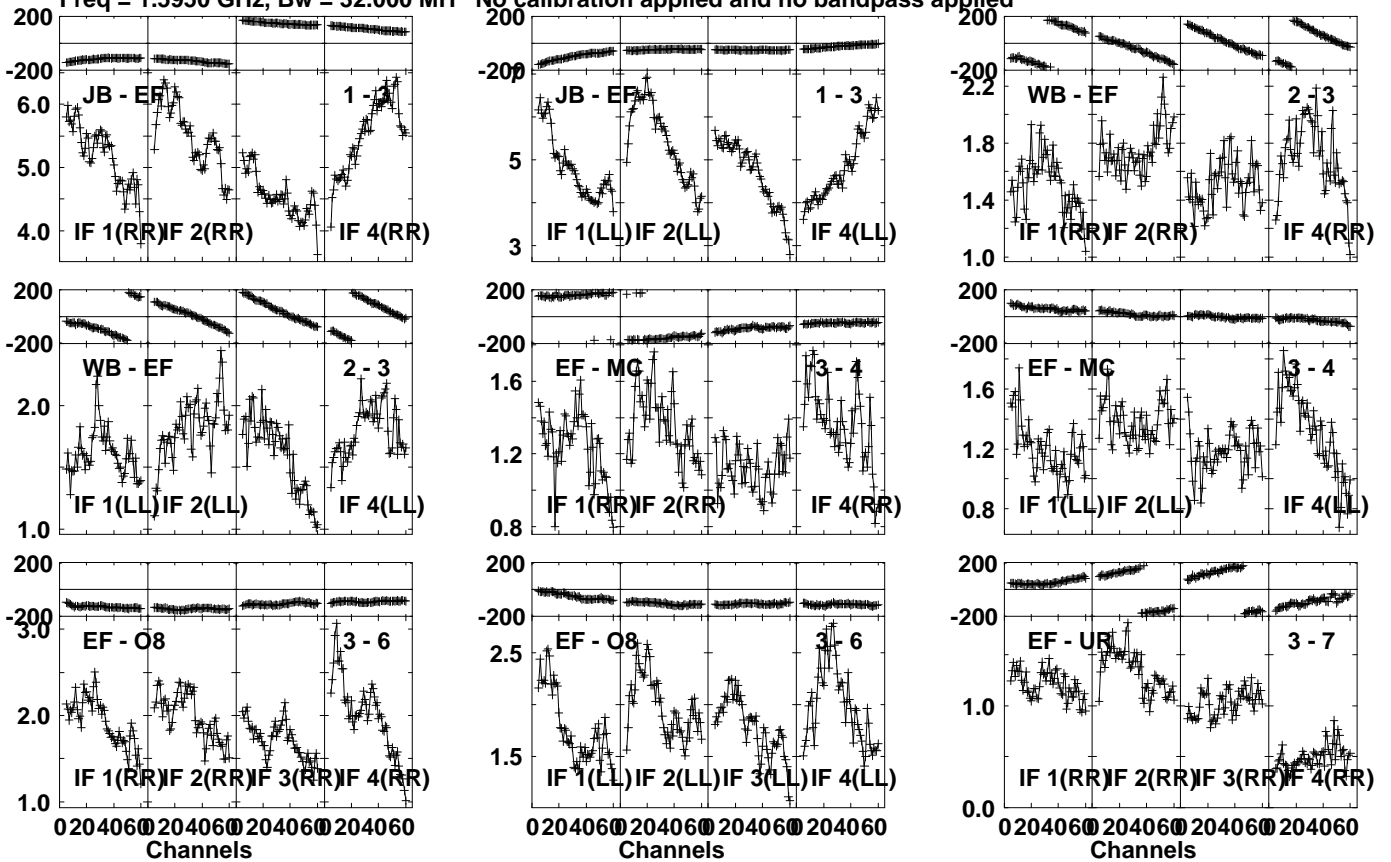 Freq = 1.5950 GHz, Bw = 32.000 MH No calibration applied and no bandpass applied
200
-200
JB - EF 1 - 3
6.0
5.0
4.0
IF 1(RR) IF 2(RR) IF 4(RR)
-200
7
JB - EF 1 - 3
5
3
IF 1(LL) IF 2(LL) IF 4(LL)
200
-200
2.2
WB - EF 2 - 3
1.8
1.4
1.0
IF 1(RR) IF 2(RR) IF 4(RR)
200
-200
WB - EF 2 - 3
2.0
1.0
IF 1(LL) IF 2(LL) IF 4(LL)
200
-200
EF - MC 3 - 4
1.6
1.2
0.8
IF 1(RR) IF 2(RR) IF 4(RR)
200
-200
EF - MC 3 - 4
1.6
1.2
0.8
IF 1(LL) IF 2(LL) IF 4(LL)
200
-200
3.0
EF - O8 3 - 6
2.0
1.0
IF 1(RR) IF 2(RR) IF 3(RR) IF 4(RR)
200
-200
EF - O8 3 - 6
2.5
1.5
IF 1(LL) IF 2(LL) IF 3(LL) IF 4(LL)
200
-200
EF - UR 3 - 7
1.0
0.0
IF 1(RR) IF 2(RR) IF 3(RR) IF 4(RR)
0 20 40 60 0 20 40 60 0 20 40 60 0 20 40 60
Channels
0 20 40 60 0 20 40 60 0 20 40 60 0 20 40 60
Channels
0 20 40 60 0 20 40 60 0 20 40 60 0 20 40 60
Channels